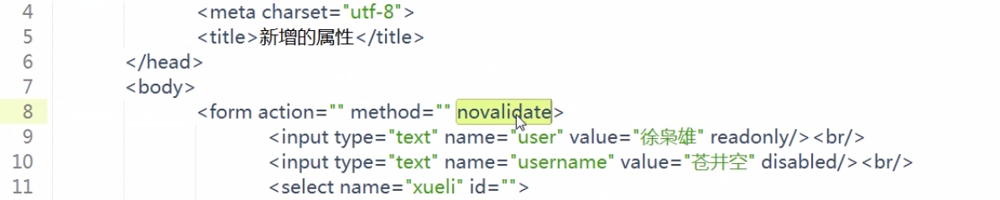 4 <meta charset="utf-8">
5 <title>新增的属性</title>
6 </head>
7 <body>
8 <form action="" method="" novalidate>
9 <input type="text" name="user" value="徐枭雄" readonly/><br/>
10 <input type="text" name="username" value="苍井空" disabled/><br/>
11 <select name="xueli" id="">